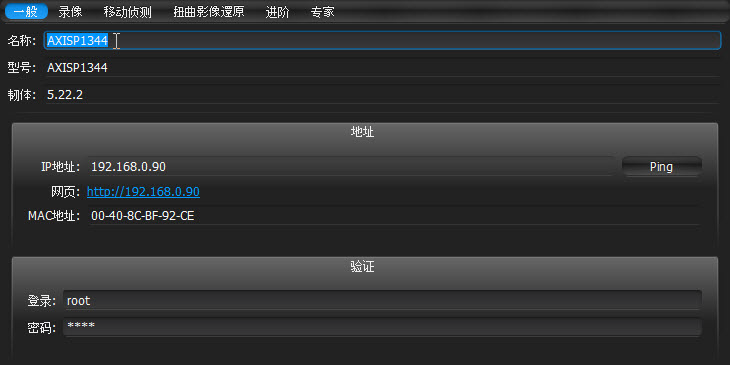 一般 录像 移动侦测 扭曲影像還原 进阶 专家
名称: AXISP1344
型号: AXISP1344
韧体: 5.22.2
地址
IP地址: 192.168.0.90 Ping
网页: http://192.168.0.90
MAC地址: 00-40-8C-BF-92-CE
验证
登录: root
密码: ****